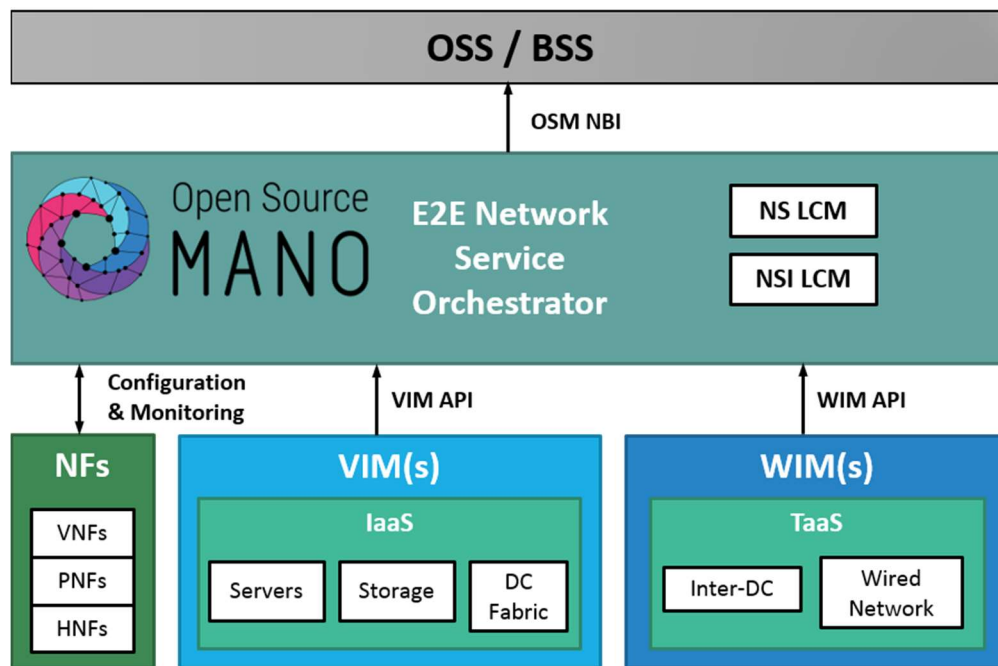 OSS / BSS
OSM NBI
Open Source
MANO
E2E Network
Service
Orchestrator
NS LCM
NSI LCM
Configuration
& Monitoring
VIM API
WIM API
NFs
VNFs
PNFs
HNFs
VIM(s)
IaaS
Servers
Storage
DC
Fabric
WIM(s)
TaaS
Inter-DC
Wired
Network